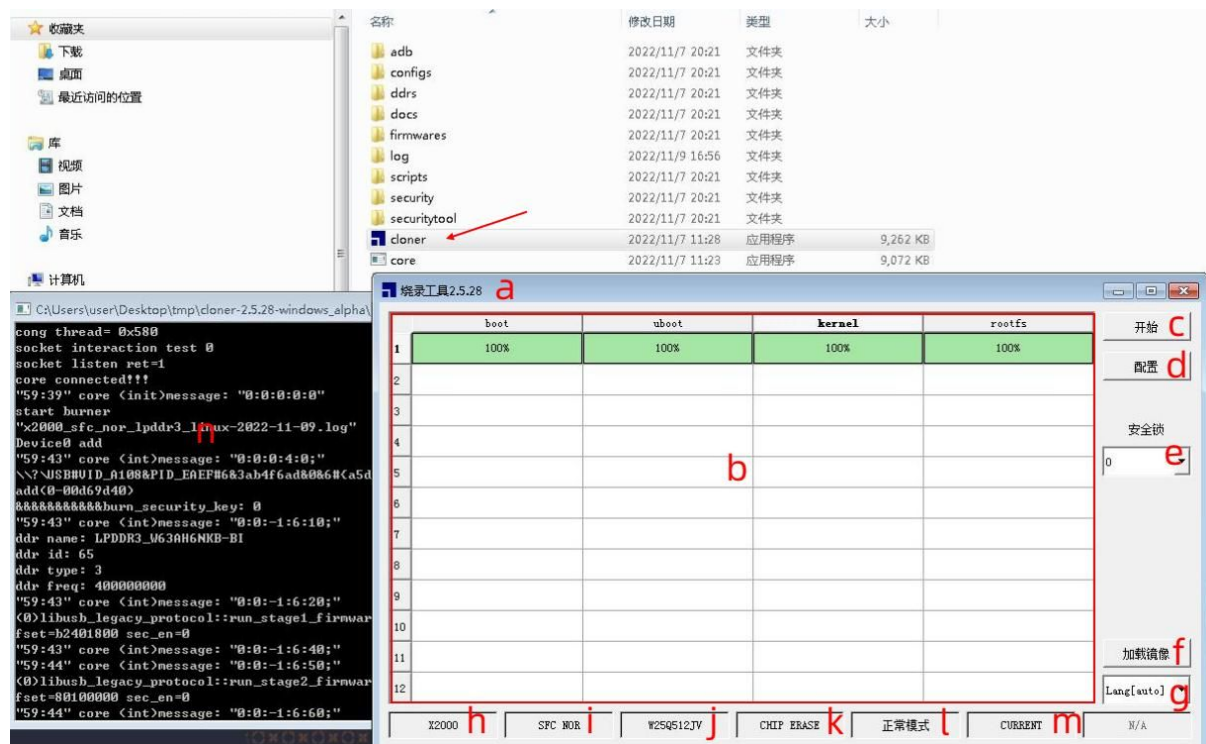 收藏夹
下载
桌面
最近访问的位置
库
视频
图片
文档
音乐
计算机
名称 修改日期 类型 大小
adb 2022/11/7 20:21 文件夹
configs 2022/11/7 20:21 文件夹
ddrs 2022/11/7 20:21 文件夹
docs 2022/11/7 20:21 文件夹
firmwares 2022/11/7 20:21 文件夹
log 2022/11/9 16:56 文件夹
scripts 2022/11/7 20:21 文件夹
security 2022/11/7 20:21 文件夹
securitytool 2022/11/7 20:21 文件夹
cloner 2022/11/7 11:28 应用程序 9,262 KB
core 2022/11/7 11:23 应用程序 9,072 KB
C:\Users\user\Desktop\tmp\cloner-2.5.28-windows_alpha\
cong thread= 0x580
socket interaction test 0
socket listen ret=1
core connected!!!
"59:39" core (init)message: "0:0:0:0:0"
start burner
"x2000_sfc_nor_lpddr3_linux-2022-11-09.log"
n
Device0 add
"59:43" core (int)message: "0:0:0:4:0;"
\\?\USB#VID_A108&PID_EAEF#6&3ab4f6ad&0&6#(a5d
add(0-00d69d40)
&&&&&&&&&&&burn_security_key: 0
"59:43" core (int)message: "0:0:-1:6:10;"
ddr name: LPDDR3_W63AH6NKB-BI
ddr id: 65
ddr type: 3
ddr freq: 400000000
"59:43" core (int)message: "0:0:-1:6:20;"
(0)libusb_legacy_protocol::run_stage1_firmwar
fset=b2401800 sec_en=0
"59:43" core (int)message: "0:0:-1:6:40;"
"59:44" core (int)message: "0:0:-1:6:50;"
(0)libusb_legacy_protocol::run_stage2_firmwar
fset=80100000 sec_en=0
"59:44" core (int)message: "0:0:-1:6:60;"
烧录工具2.5.28 a
boot uboot kernel rootfs
1 100% 100% 100% 100%
2
3
4
5
6
7
8
9
10
11
12
b
开始 c
配置 d
安全锁
0 e
加载镜像 f
Lang[auto] g
X2000 h SFC NOR i W25Q512JV j CHIP ERASE k 正常模式 l CURRENT m N/A